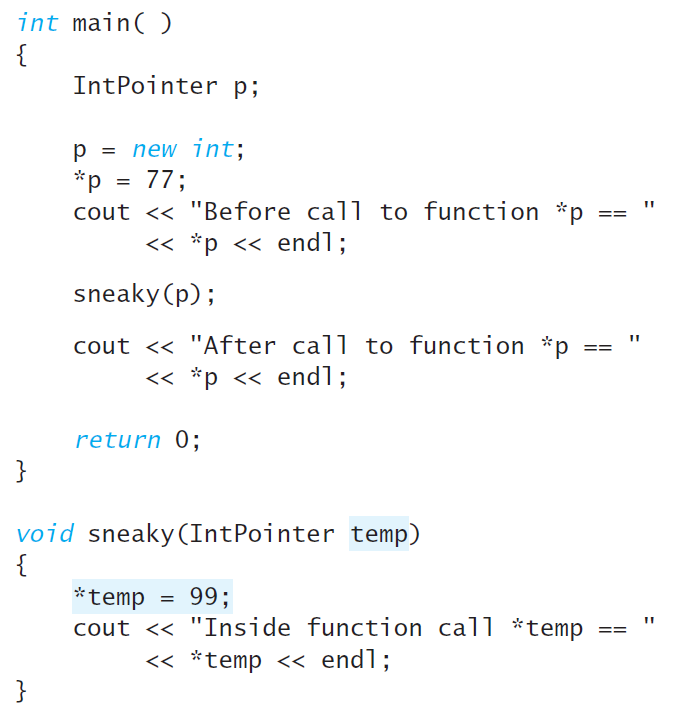 int main( )
{
    IntPointer p;

    p = new int;
    *p = 77;
    cout << "Before call to function *p == "
         << *p << endl;

    sneaky(p);

    cout << "After call to function *p == "
         << *p << endl;

    return 0;
}

void sneaky(IntPointer temp)
{
    *temp = 99;
    cout << "Inside function call *temp == "
         << *temp << endl;
}